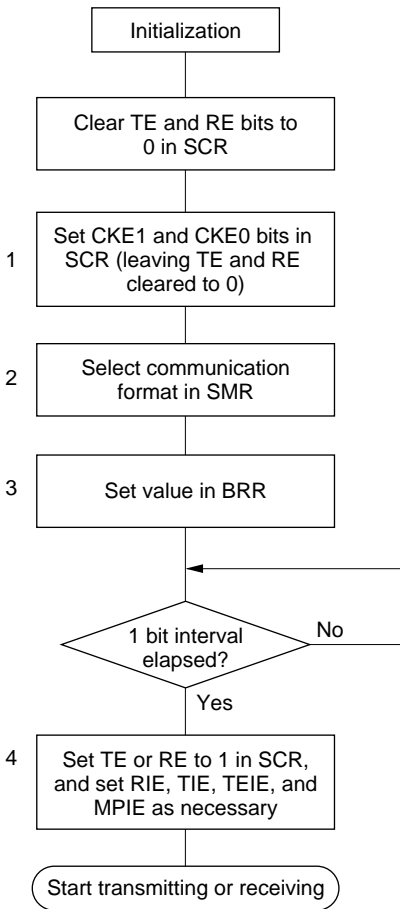 Initialization
Clear TE and RE bits to
0 in SCR
1
Set CKE1 and CKE0 bits in
SCR (leaving TE and RE
cleared to 0)
2
Select communication
format in SMR
3
Set value in BRR
1 bit interval
elapsed?
No
Yes
4
Set TE or RE to 1 in SCR,
and set RIE, TIE, TEIE, and
MPIE as necessary
Start transmitting or receiving